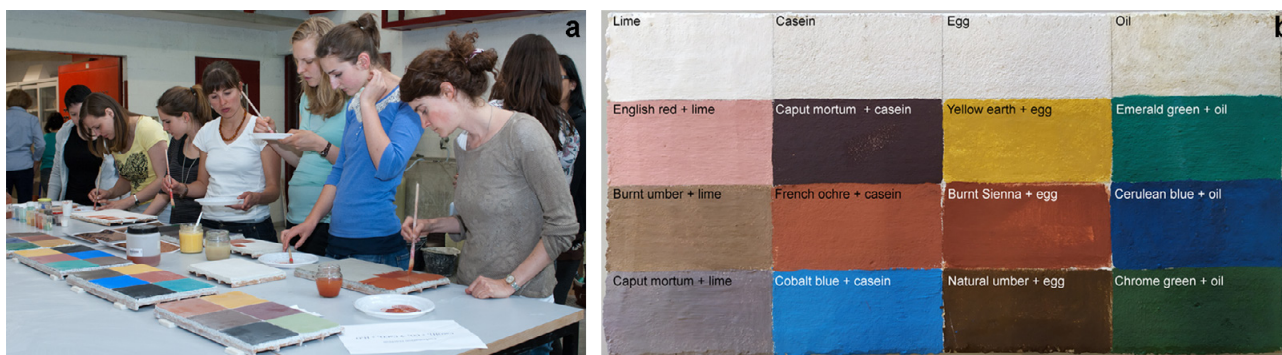 a
Lime Casein Egg Oil b
English red + lime Caput mortum + casein Yellow earth + egg Emerald green + oil
Burnt umber + lime French ochre + casein Burnt Sienna + egg Cerulean blue + oil
Caput mortum + lime Cobalt blue + casein Natural umber + egg Chrome green + oil